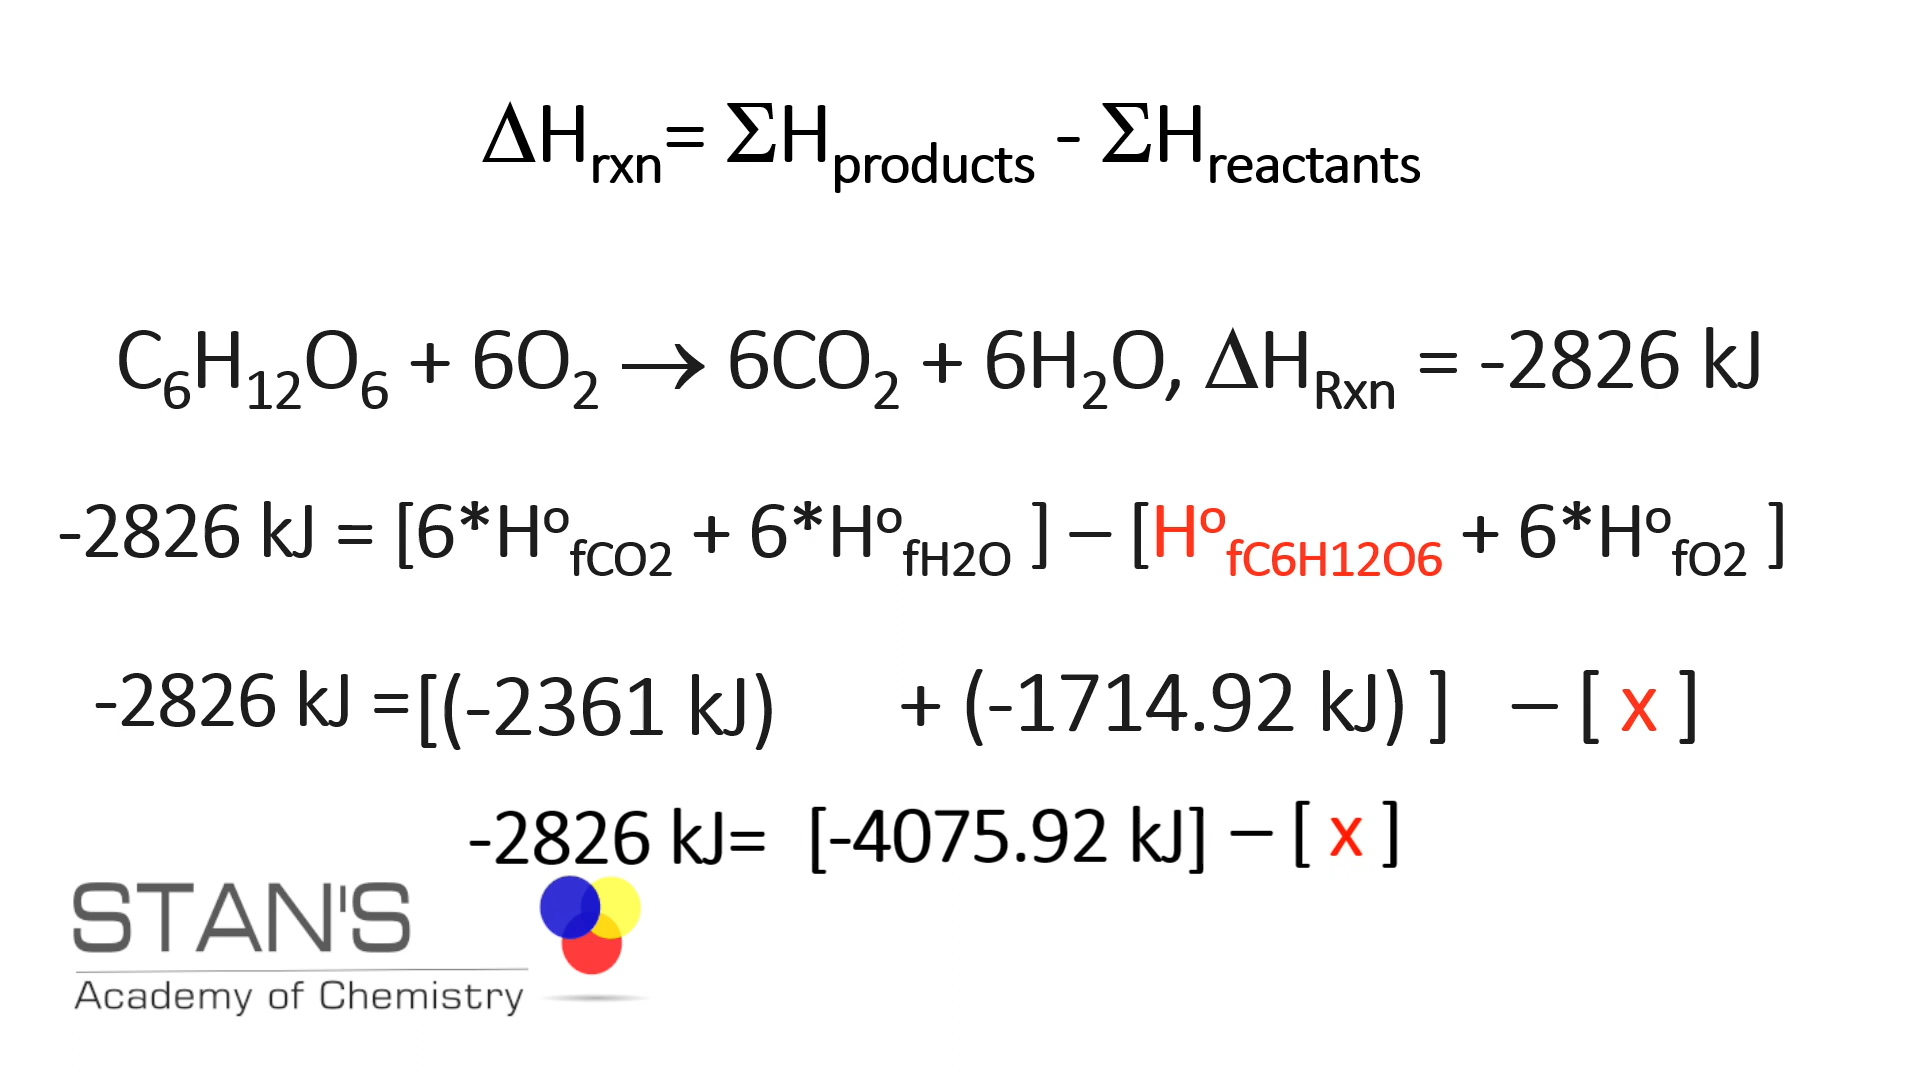 ΔHrxn= ΣHproducts - ΣHreactants
C6H12O6 + 6O2 → 6CO2 + 6H2O, ΔHRxn = -2826 kJ
-2826 kJ = [6*HofCO2 + 6*HofH2O ] – [HofC6H12O6 + 6*HofO2 ]
-2826 kJ =[(-2361 kJ) + (-1714.92 kJ) ] – [ x ]
-2826 kJ= [-4075.92 kJ] – [ x ]
STAN'S
Academy of Chemistry